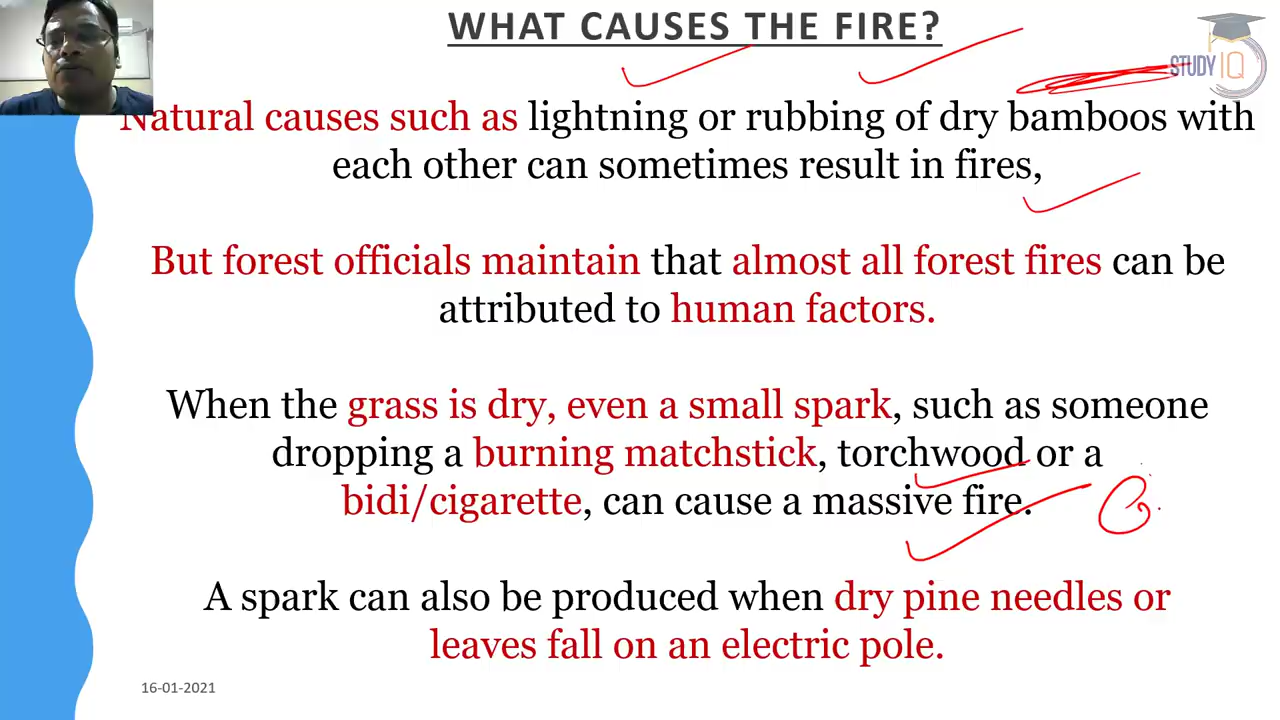 WHAT CAUSES THE FIRE?
STUDY IQ
Natural causes such as lightning or rubbing of dry bamboos with
each other can sometimes result in fires,
But forest officials maintain that almost all forest fires can be
attributed to human factors.
When the grass is dry, even a small spark, such as someone
dropping a burning matchstick, torchwood or a
bidi/cigarette, can cause a massive fire.
A spark can also be produced when dry pine needles or
leaves fall on an electric pole.
16-01-2021